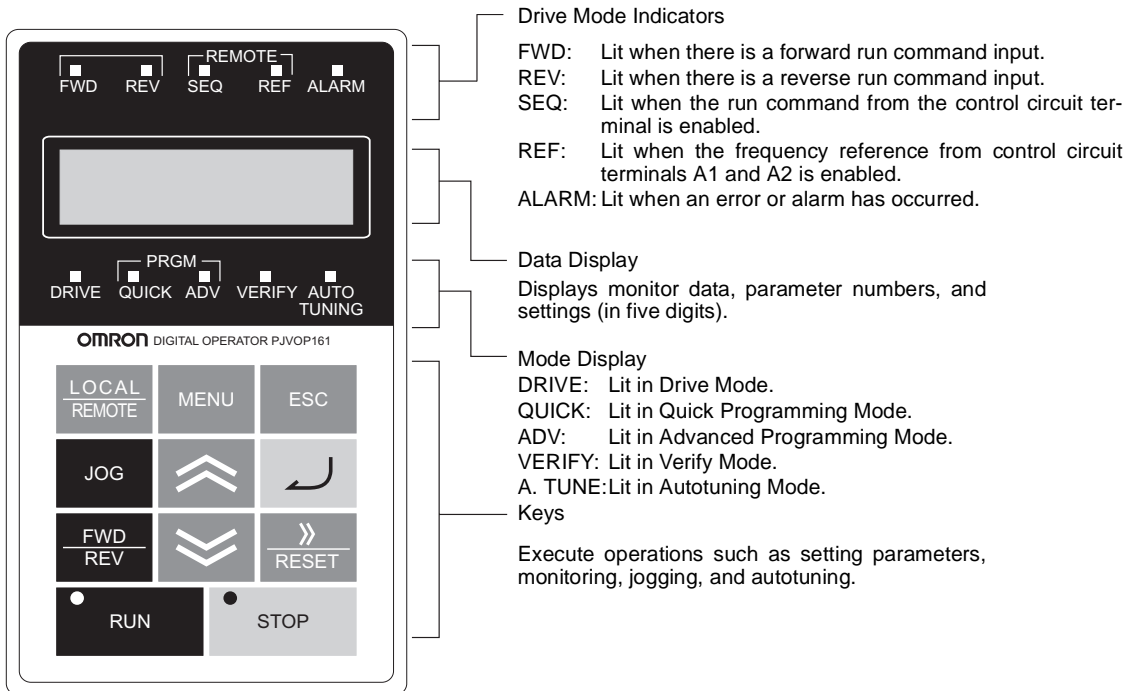 REMOTE
FWD REV SEQ REF ALARM
PRGM
DRIVE QUICK ADV VERIFY AUTO
TUNING
OMRON DIGITAL OPERATOR PJVOP161
LOCAL
REMOTE
MENU
ESC
JOG
FWD
REV
RESET
RUN
STOP
Drive Mode Indicators
FWD: Lit when there is a forward run command input.
REV: Lit when there is a reverse run command input.
SEQ: Lit when the run command from the control circuit ter-
minal is enabled.
REF: Lit when the frequency reference from control circuit
terminals A1 and A2 is enabled.
ALARM: Lit when an error or alarm has occurred.
Data Display
Displays monitor data, parameter numbers, and
settings (in five digits).
Mode Display
DRIVE: Lit in Drive Mode.
QUICK: Lit in Quick Programming Mode.
ADV: Lit in Advanced Programming Mode.
VERIFY: Lit in Verify Mode.
A. TUNE:Lit in Autotuning Mode.
Keys
Execute operations such as setting parameters,
monitoring, jogging, and autotuning.